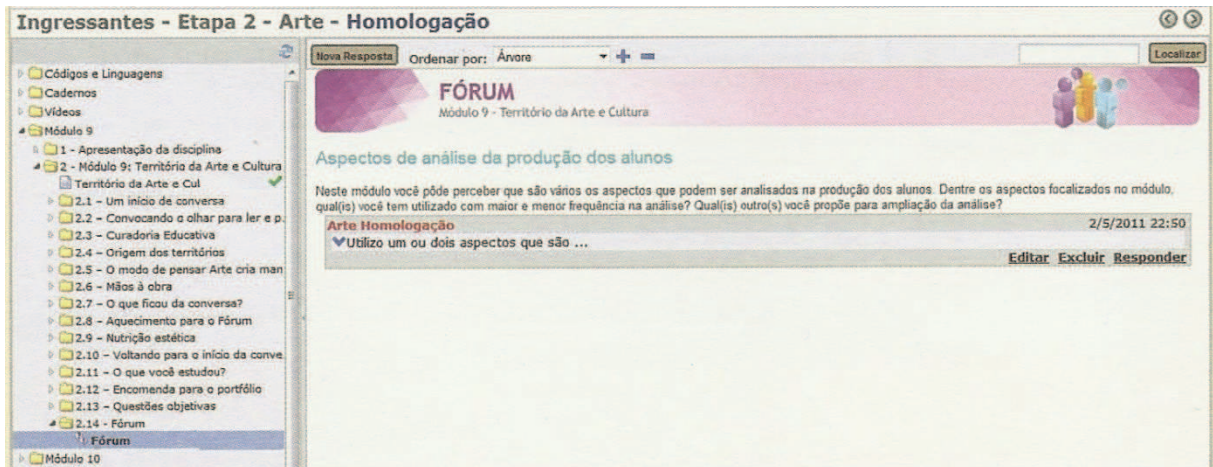 Ingressantes - Etapa 2 - Arte - Homologação
Códigos e Linguagens
Cadernos
Vídeos
Módulo 9
1 - Apresentação da disciplina
2 - Módulo 9: Território da Arte e Cultura
Território da Arte e Cul
2.1 - Um início de conversa
2.2 - Convocando o olhar para ler e p
2.3 - Curadoria Educativa
2.4 - Origem dos territórios
2.5 - O modo de pensar Arte cria man
2.6 - Mãos à obra
2.7 - O que ficou da conversa?
2.8 - Aquecimento para o Fórum
2.9 - Nutrição estética
2.10 - Voltando para o início da conve
2.11 - O que você estudou?
2.12 - Encomenda para o portfólio
2.13 - Questões objetivas
2.14 - Fórum
Fórum
Módulo 10
Nova Resposta Ordenar por: Árvore Localizar
FÓRUM
Módulo 9 - Território da Arte e Cultura
Aspectos de análise da produção dos alunos
Neste módulo você pôde perceber que são vários os aspectos que podem ser analisados na produção dos alunos. Dentre os aspectos focalizados no módulo,
qual(is) você tem utilizado com maior e menor frequência na análise? Qual(is) outro(s) você propõe para ampliação da análise?
Arte Homologação 2/5/2011 22:50
Utilizo um ou dois aspectos que são ...
Editar Excluir Responder